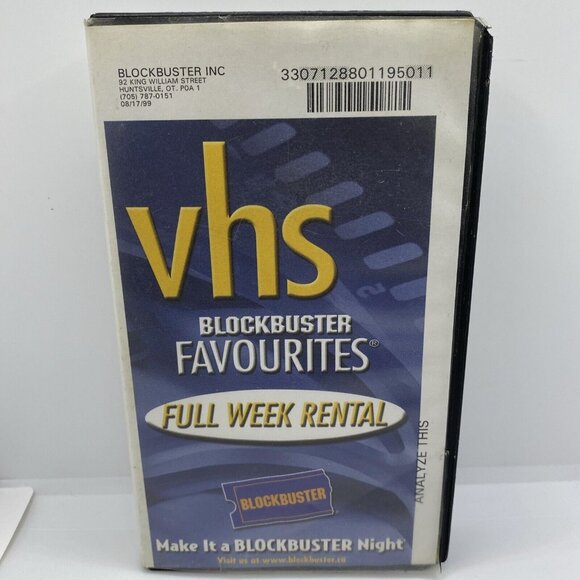 BLOCKBUSTER INC
92 KING WILLIAM STREET
HUNTSVILLE, OT. P0A 1
(705) 787-0151
08/17/99
3307128801195011
vhs
BLOCKBUSTER
FAVOURITES®
FULL WEEK RENTAL
BLOCKBUSTER
Make It a BLOCKBUSTER Night®
Visit us at www.blockbuster.ca
ANALYZE THIS
2